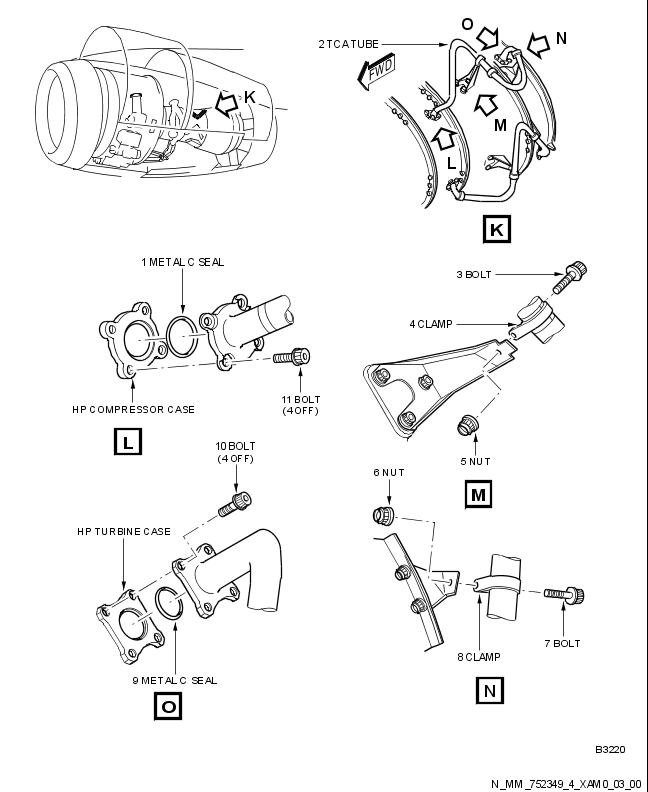 O
N
2 TCA TUBE
K
FWD
M
L
K
1 METAL C SEAL
3 BOLT
4 CLAMP
11 BOLT
(4 OFF)
HP COMPRESSOR CASE
L
10 BOLT
(4 OFF)
5 NUT
6 NUT
M
HP TURBINE CASE
7 BOLT
8 CLAMP
9 METAL C SEAL
N
O
B3220
N_MM_752349_4_XAM0_03_00